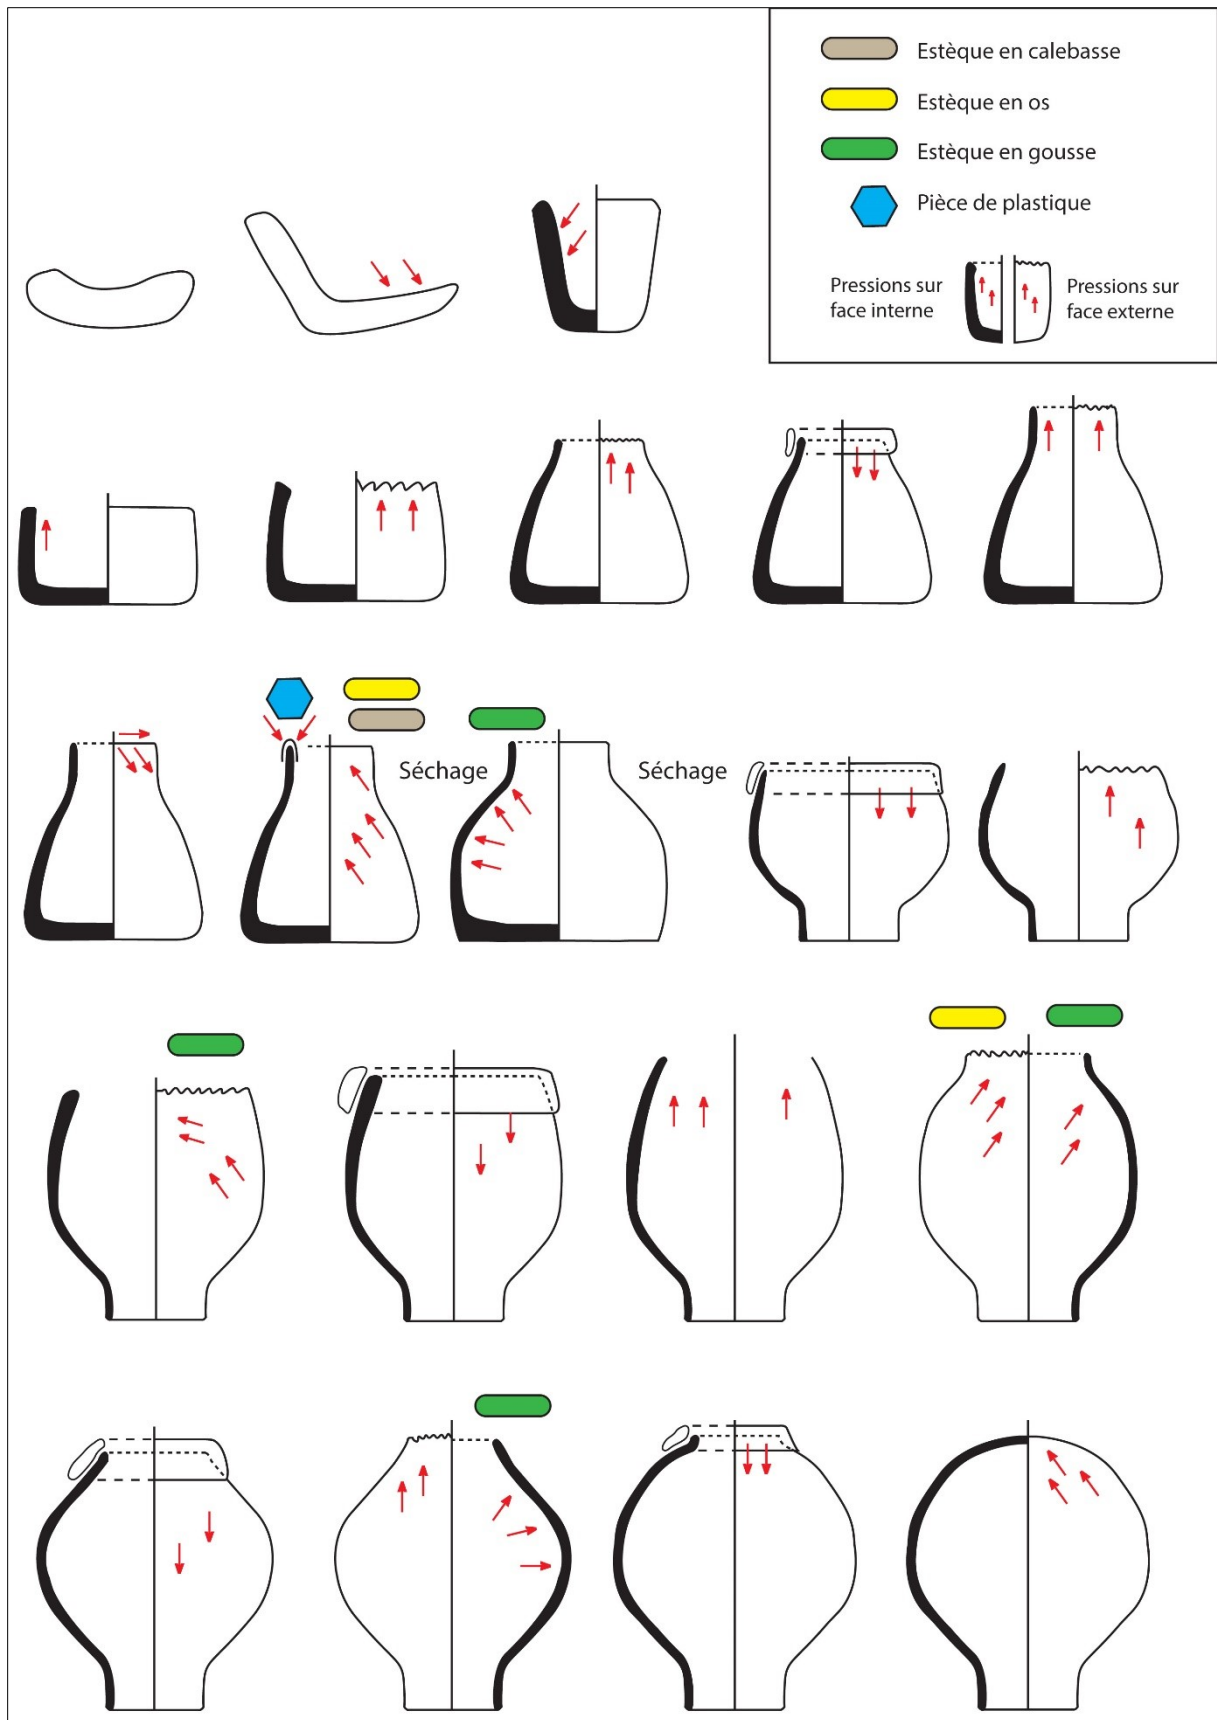 Estèque en calebasse
Estèque en os
Estèque en gousse
Pièce de plastique
Pressions sur
face interne
Pressions sur
face externe
Séchage
Séchage